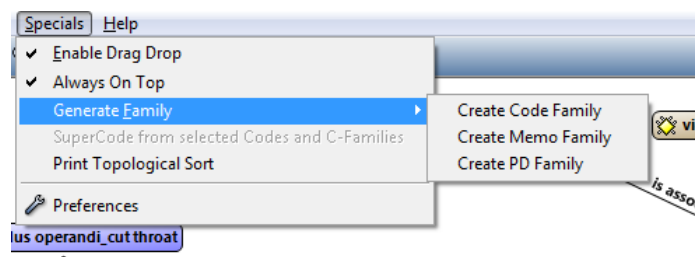 Specials Help
Enable Drag Drop
Always On Top
Generate Family
Create Code Family
SuperCode from selected Codes and C-Families
Create Memo Family
vi
Print Topological Sort
Create PD Family
is asso
Preferences
lus operandi_cut throat